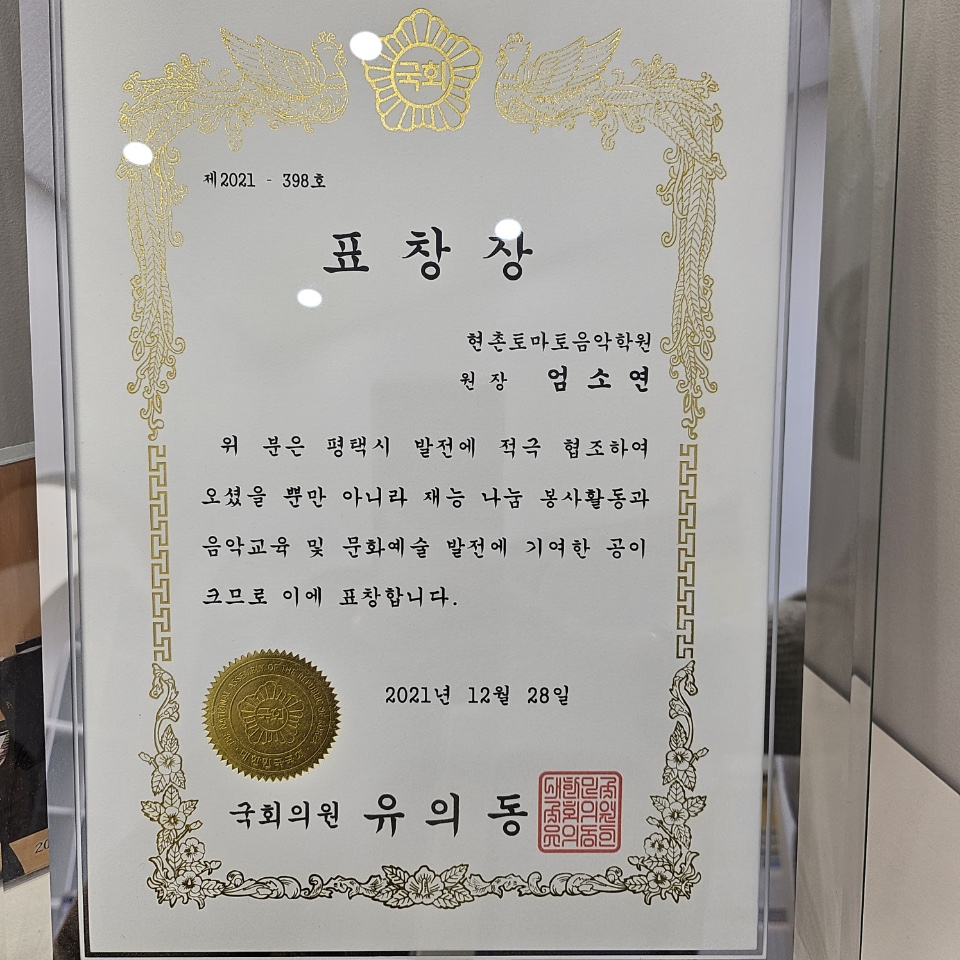 국회
제2021 - 398호
표 창 장
현촌토마토음악학원
원 장 엄 소 연
위 분은 평택시 발전에 적극 협조하여
오셨을 뿐만 아니라 재능 나눔 봉사활동과
음악교육 및 문화예술 발전에 기여한 공이
크므로 이에 표창합니다.
2021년 12월 28일
국회
국회의원 유 의 동